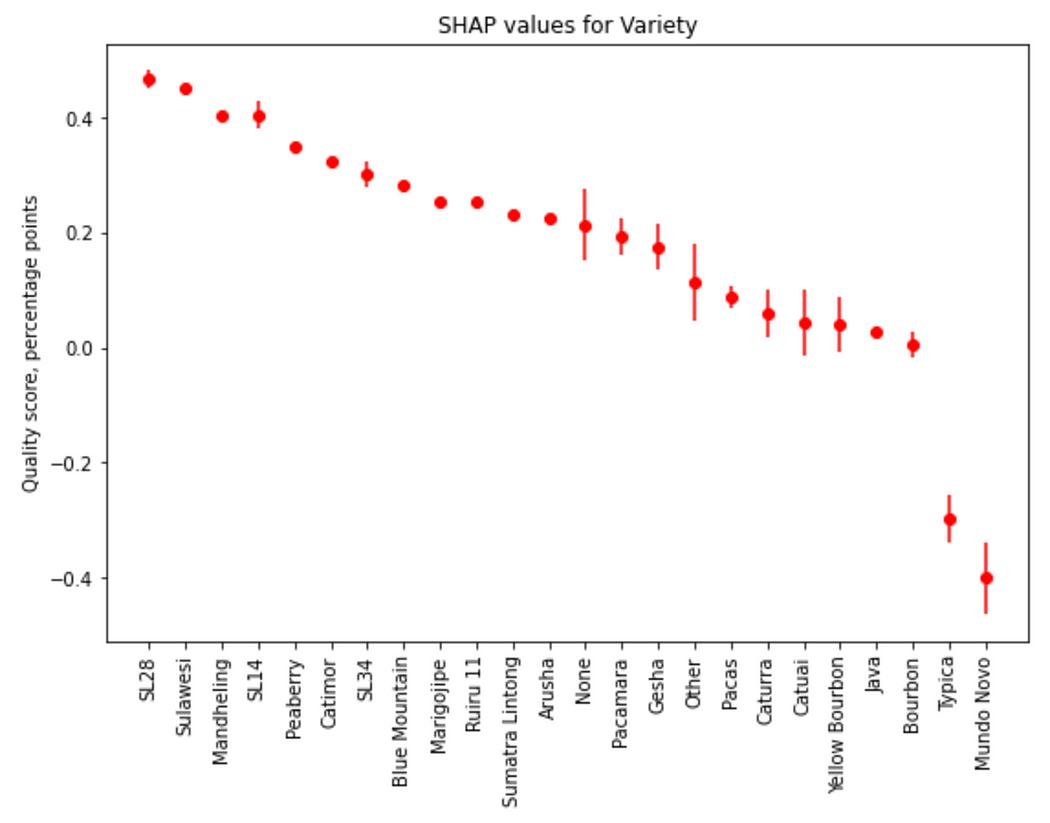 SHAP values for Variety
Quality score, percentage points
0.4
0.2
0.0
−0.2
−0.4
SL28
Sulawesi
Mandheling
SL14
Peaberry
Catimor
SL34
Blue Mountain
Marigojipe
Ruiru 11
Sumatra Lintong
Arusha
None
Pacamara
Gesha
Other
Pacas
Caturra
Catuai
Yellow Bourbon
Java
Bourbon
Typica
Mundo Novo